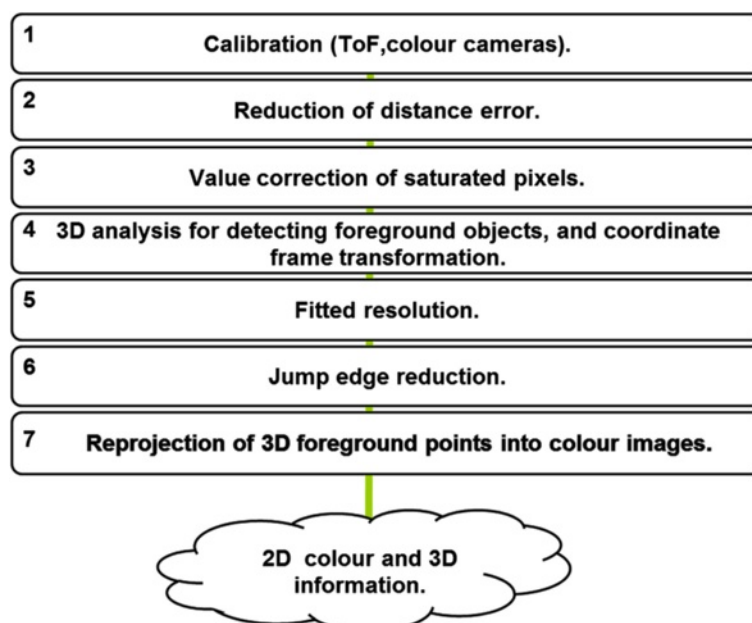 1
Calibration (ToF,colour cameras).
2
Reduction of distance error.
3
Value correction of saturated pixels.
4 3D analysis for detecting foreground objects, and coordinate
frame transformation.
5
Fitted resolution.
6
Jump edge reduction.
7
Reprojection of 3D foreground points into colour images.
2D colour and 3D
information.